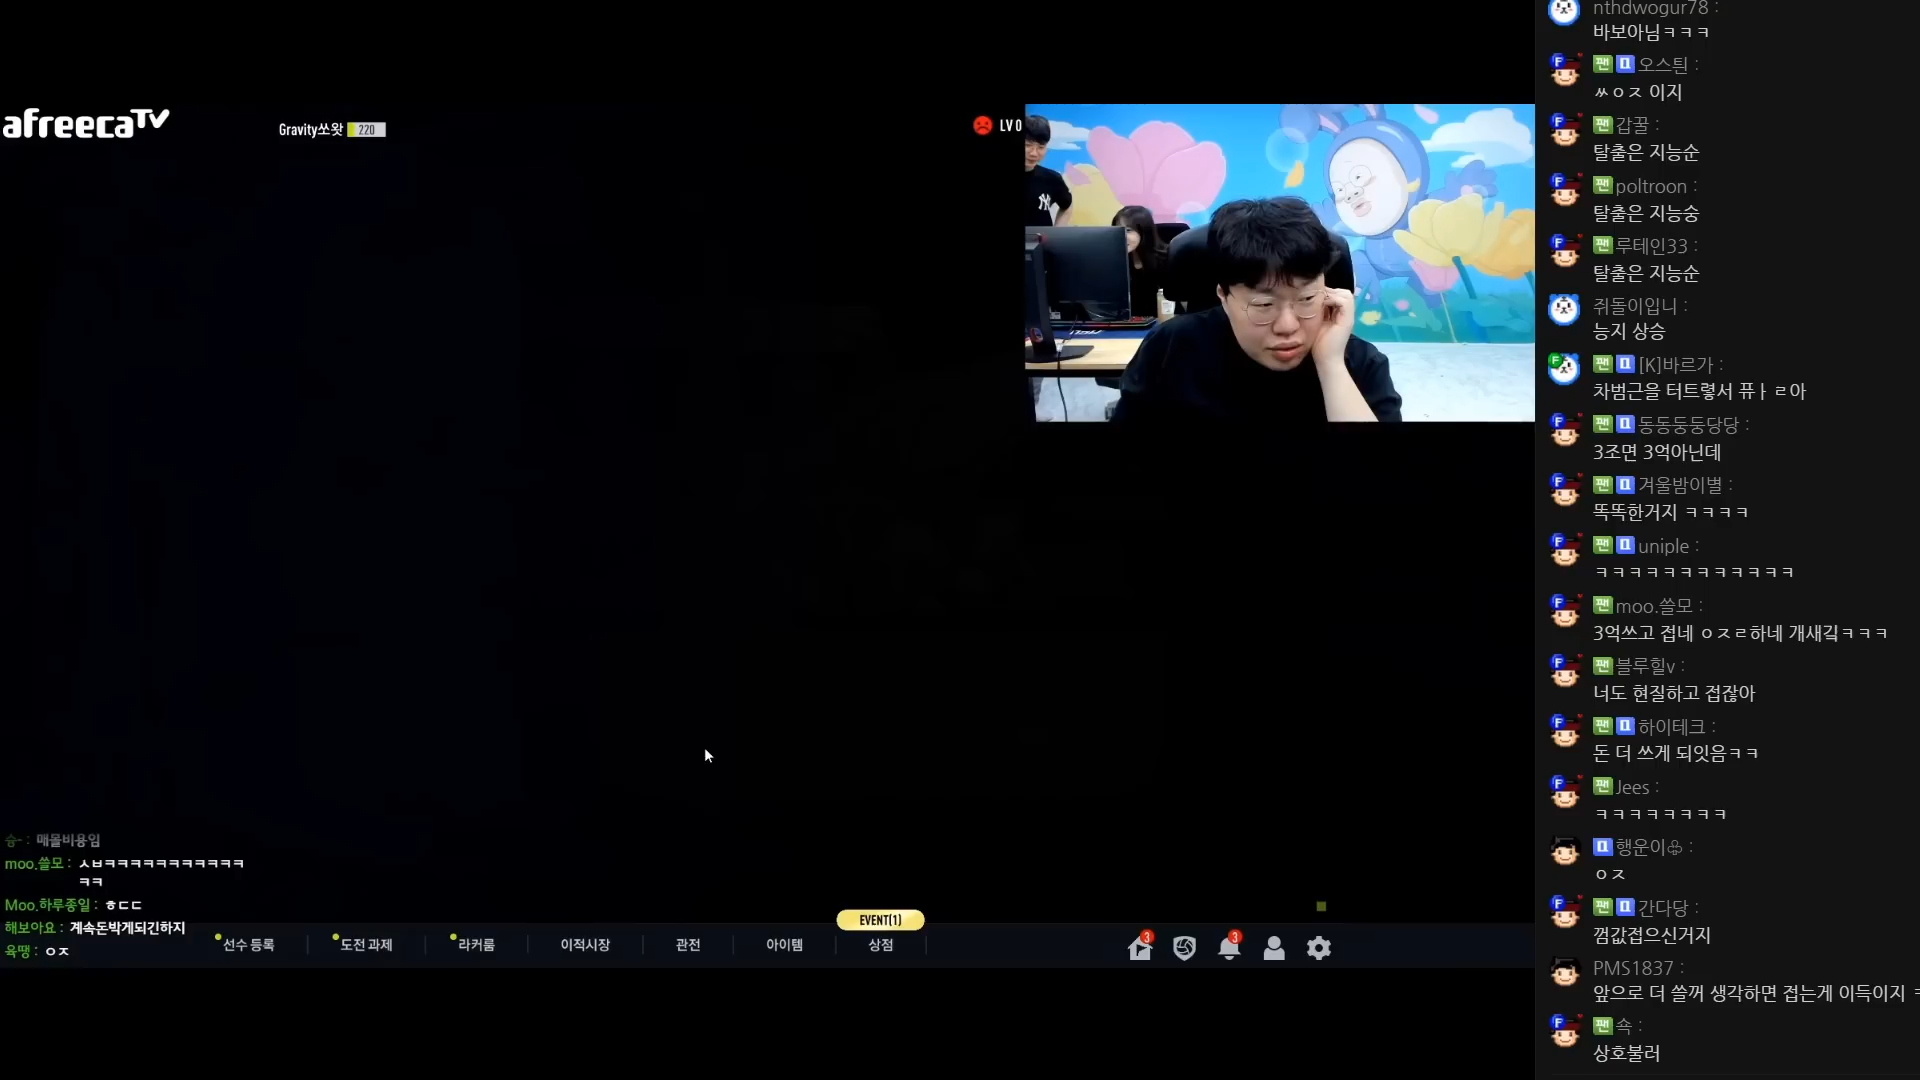 afreecaTV
Gravity쏘왓 220
LV 0
NY
슝- : 매몰비용임
moo.쓸모 : ㅅㅂㅋㅋㅋㅋㅋㅋㅋㅋㅋㅋㅋ
ㅋㅋ
Moo.하루종일 : ㅎㄷㄷ
해보아요 : 계속돈박게되긴하지
육땡 : ㅇㅈ
EVENT(1)
선수 등록
도전 과제
라커룸
이적시장
관전
아이템
상점
3
3
nthdwogur78 :
바보아님ㅋㅋㅋ
팬 오스틴 :
ㅆㅇㅈ 이지
팬 갑꿀 :
탈출은 지능순
팬 poltroon :
탈출은 지능숭
팬 루테인33 :
탈출은 지능순
쥐돌이입니 :
능지 상승
팬 [K]바르가 :
차범근을 터트렿서 퓨ㅏㄹ아
팬 동동둥둥당당 :
3조면 3억아닌데
팬 겨울밤이별 :
똑똑한거지 ㅋㅋㅋㅋ
팬 uniple :
ㅋㅋㅋㅋㅋㅋㅋㅋㅋㅋㅋㅋ
팬 moo.쓸모 :
3억쓰고 접네 ㅇㅈㄹ하네 개새깈ㅋㅋㅋ
팬 블루힐v :
너도 현질하고 접잖아
팬 하이테크 :
돈 더 쓰게 되잇음ㅋㅋ
팬 Jees :
ㅋㅋㅋㅋㅋㅋㅋㅋ
행운이♧ :
ㅇㅈ
팬 간다당 :
껌값접으신거지
PMS1837 :
앞으로 더 쓸꺼 생각하면 접는게 이득이지 ㅋ
팬 쇽 :
상호불러